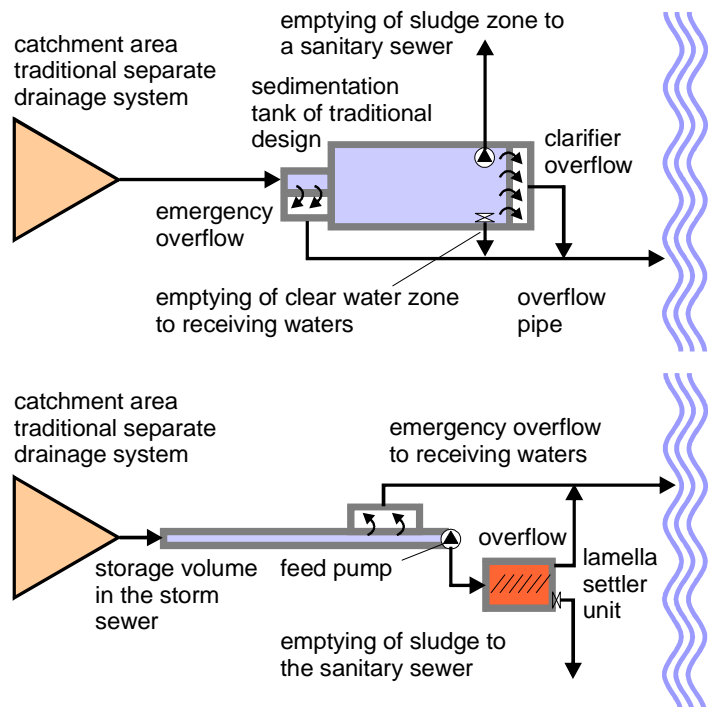 emptying of sludge zone to
a sanitary sewer
catchment area
traditional separate
drainage system
sedimentation
tank of traditional
design
clarifier
overflow
emergency
overflow
emptying of clear water zone
to receiving waters
overflow
pipe
catchment area
traditional separate
drainage system
emergency overflow
to receiving waters
storage volume
in the storm
sewer
feed pump
overflow
lamella
settler
unit
emptying of sludge to
the sanitary sewer